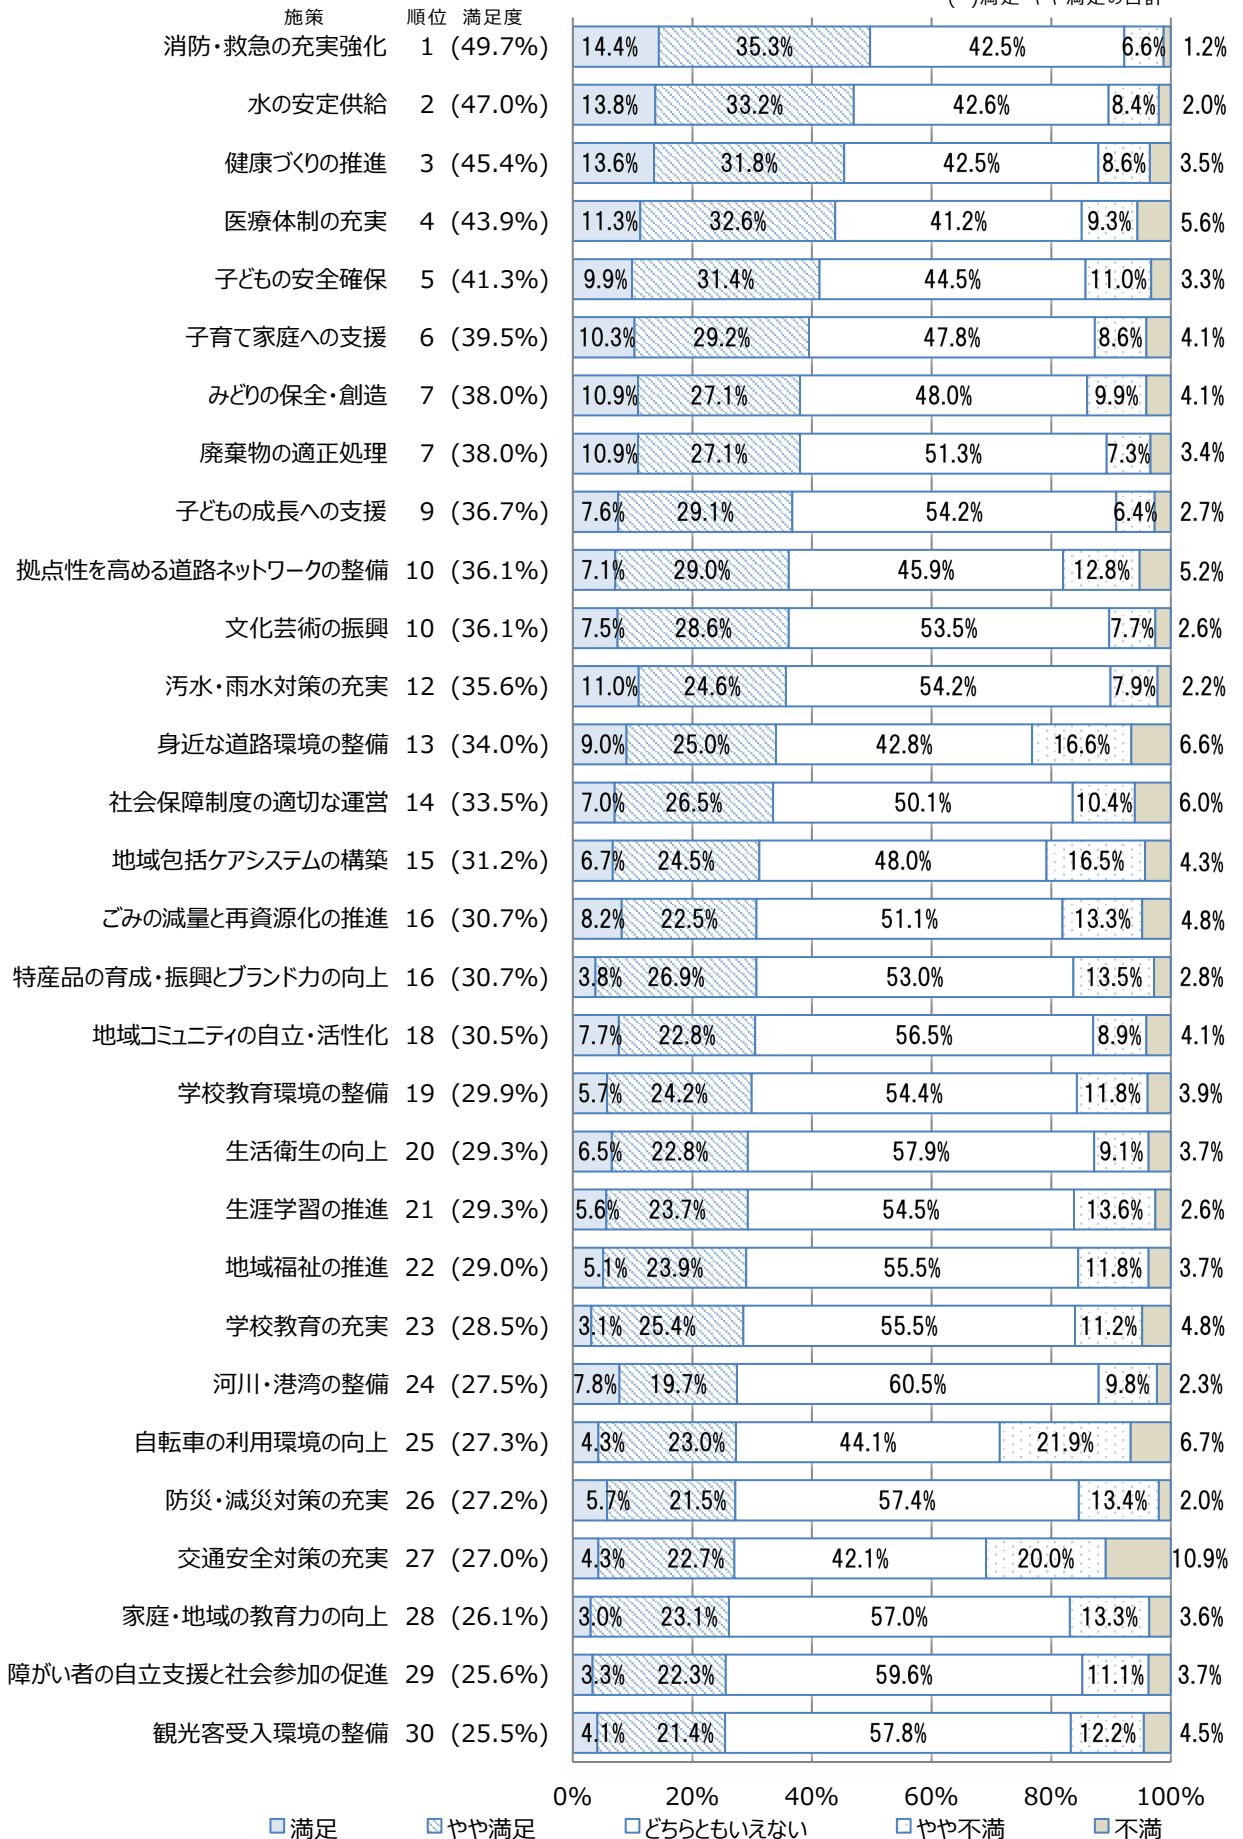 (　)満足・やや満足の合計
施策 順位 満足度
消防・救急の充実強化 1 (49.7%) 14.4% 35.3% 42.5% 6.6% 1.2%
水の安定供給 2 (47.0%) 13.8% 33.2% 42.6% 8.4% 2.0%
健康づくりの推進 3 (45.4%) 13.6% 31.8% 42.5% 8.6% 3.5%
医療体制の充実 4 (43.9%) 11.3% 32.6% 41.2% 9.3% 5.6%
子どもの安全確保 5 (41.3%) 9.9% 31.4% 44.5% 11.0% 3.3%
子育て家庭への支援 6 (39.5%) 10.3% 29.2% 47.8% 8.6% 4.1%
みどりの保全・創造 7 (38.0%) 10.9% 27.1% 48.0% 9.9% 4.1%
廃棄物の適正処理 7 (38.0%) 10.9% 27.1% 51.3% 7.3% 3.4%
子どもの成長への支援 9 (36.7%) 7.6% 29.1% 54.2% 6.4% 2.7%
拠点性を高める道路ネットワークの整備 10 (36.1%) 7.1% 29.0% 45.9% 12.8% 5.2%
文化芸術の振興 10 (36.1%) 7.5% 28.6% 53.5% 7.7% 2.6%
汚水・雨水対策の充実 12 (35.6%) 11.0% 24.6% 54.2% 7.9% 2.2%
身近な道路環境の整備 13 (34.0%) 9.0% 25.0% 42.8% 16.6% 6.6%
社会保障制度の適切な運営 14 (33.5%) 7.0% 26.5% 50.1% 10.4% 6.0%
地域包括ケアシステムの構築 15 (31.2%) 6.7% 24.5% 48.0% 16.5% 4.3%
ごみの減量と再資源化の推進 16 (30.7%) 8.2% 22.5% 51.1% 13.3% 4.8%
特産品の育成・振興とブランド力の向上 16 (30.7%) 3.8% 26.9% 53.0% 13.5% 2.8%
地域コミュニティの自立・活性化 18 (30.5%) 7.7% 22.8% 56.5% 8.9% 4.1%
学校教育環境の整備 19 (29.9%) 5.7% 24.2% 54.4% 11.8% 3.9%
生活衛生の向上 20 (29.3%) 6.5% 22.8% 57.9% 9.1% 3.7%
生涯学習の推進 21 (29.3%) 5.6% 23.7% 54.5% 13.6% 2.6%
地域福祉の推進 22 (29.0%) 5.1% 23.9% 55.5% 11.8% 3.7%
学校教育の充実 23 (28.5%) 3.1% 25.4% 55.5% 11.2% 4.8%
河川・港湾の整備 24 (27.5%) 7.8% 19.7% 60.5% 9.8% 2.3%
自転車の利用環境の向上 25 (27.3%) 4.3% 23.0% 44.1% 21.9% 6.7%
防災・減災対策の充実 26 (27.2%) 5.7% 21.5% 57.4% 13.4% 2.0%
交通安全対策の充実 27 (27.0%) 4.3% 22.7% 42.1% 20.0% 10.9%
家庭・地域の教育力の向上 28 (26.1%) 3.0% 23.1% 57.0% 13.3% 3.6%
障がい者の自立支援と社会参加の促進 29 (25.6%) 3.3% 22.3% 59.6% 11.1% 3.7%
観光客受入環境の整備 30 (25.5%) 4.1% 21.4% 57.8% 12.2% 4.5%
0% 20% 40% 60% 80% 100%
満足 やや満足 どちらともいえない やや不満 不満